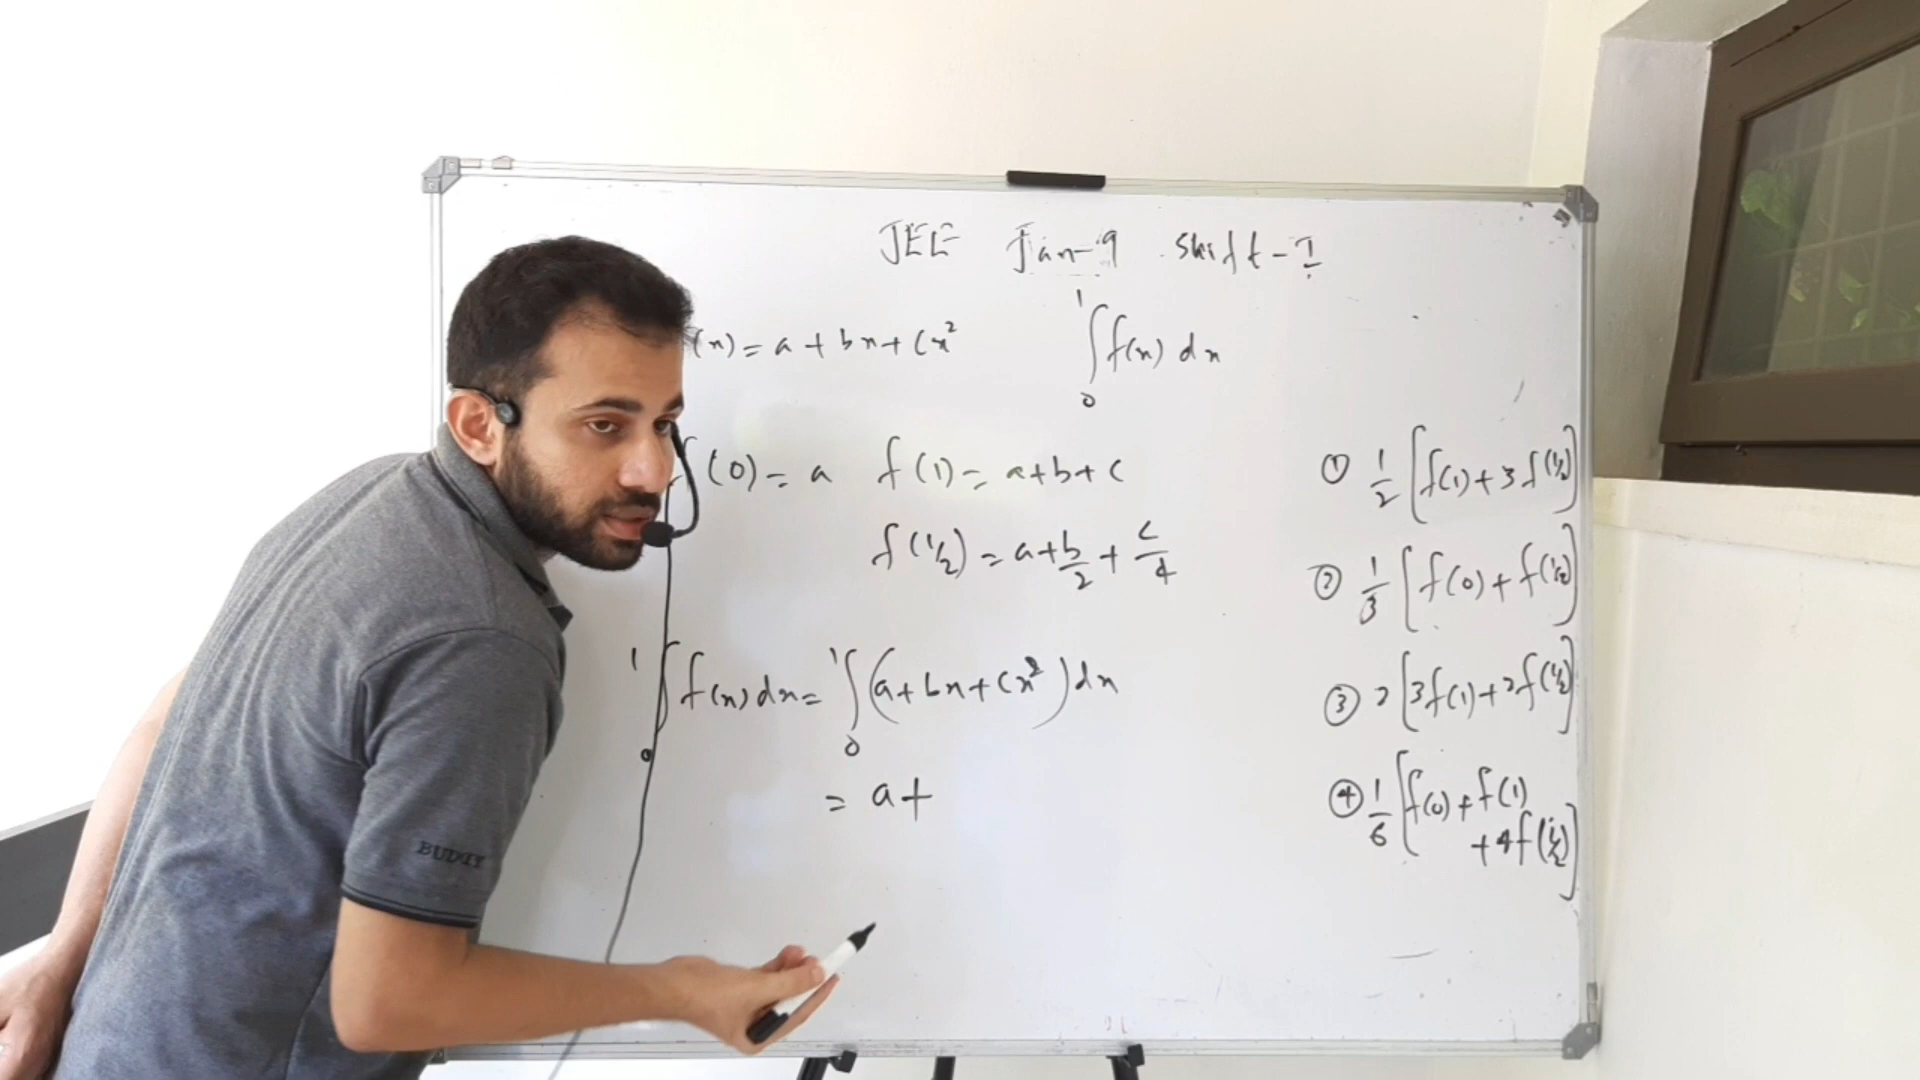 JEE Jan-9 Shift-I
(x) = a + bx + cx²
∫₀¹ f(x) dx
f(0) = a f(1) = a+b+c
f(1/2) = a + b/2 + c/4
∫₀¹ f(x) dx = ∫₀¹ (a+bx+cx²) dx
= a+
① 1/2 [f(1) + 3f(1/2)]
② 1/3 [f(0) + f(1/2)]
③ 2 [3f(1) + 2f(1/2)]
④ 1/6 [f(0) + f(1)
+ 4f(1/2)]